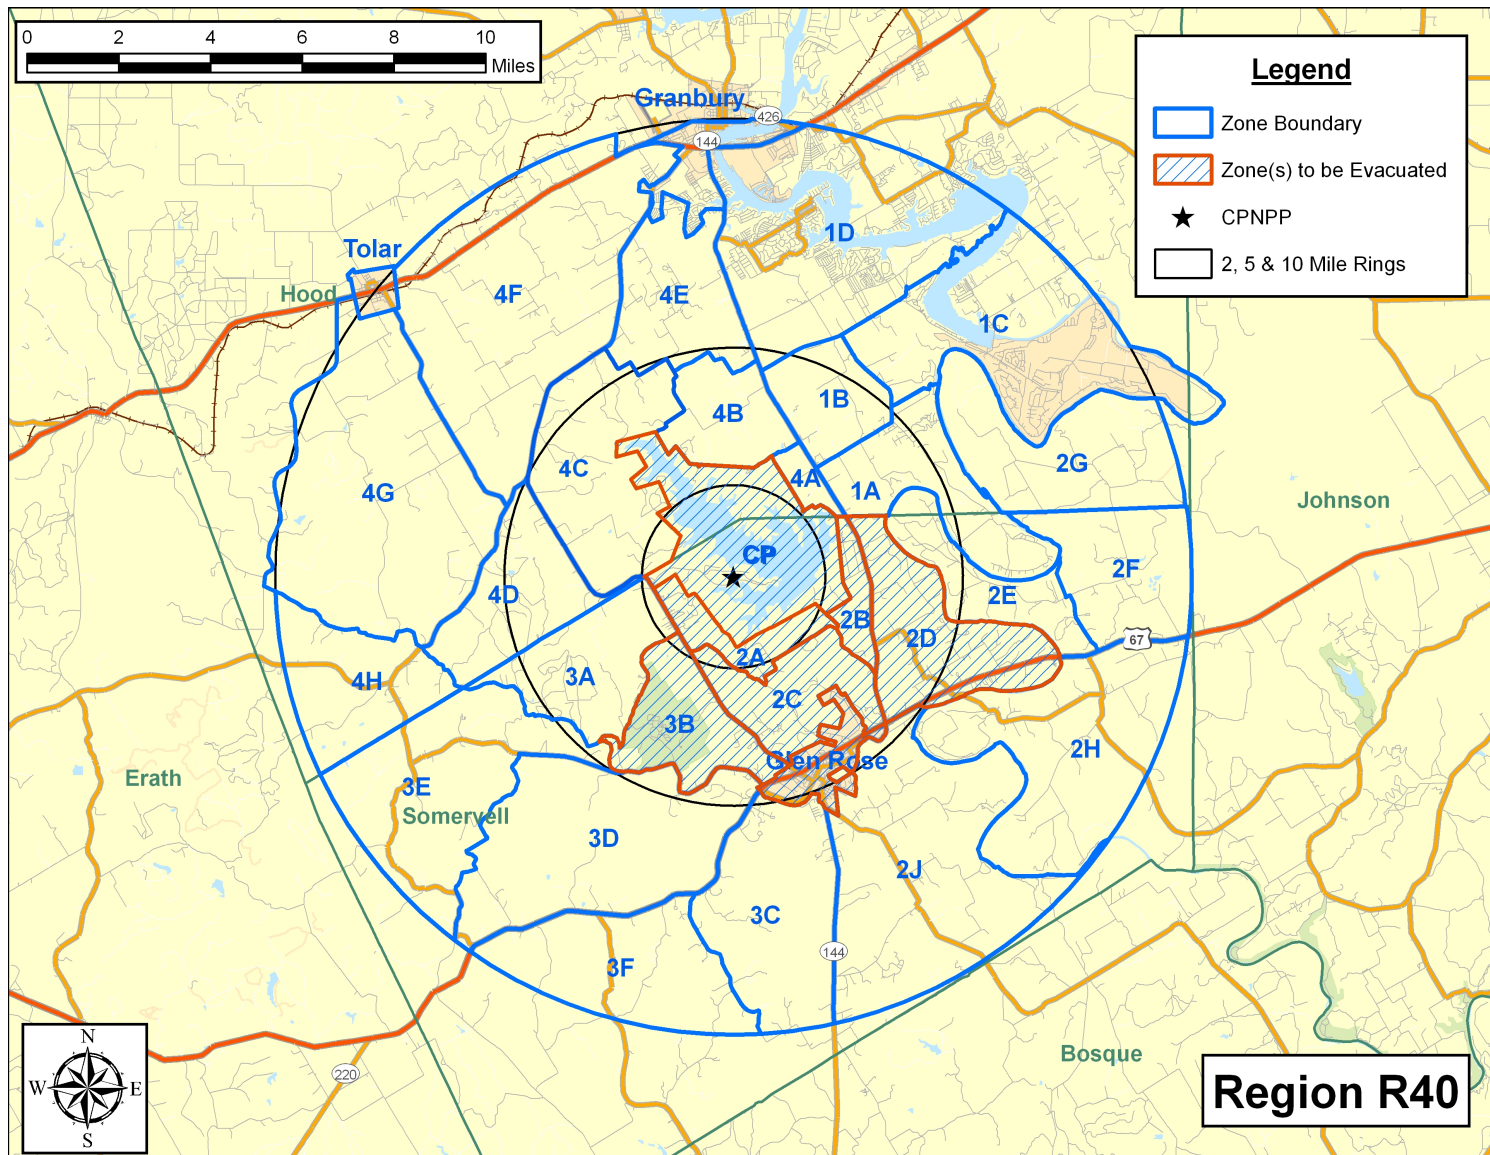 0 2 4 6 8 10
Miles
Legend
Zone Boundary
Zone(s) to be Evacuated
CPNPP
2, 5 & 10 Mile Rings
Granbury
426
144
1D
Tolar
Hood
4F
4E
1C
1B
4B
4C
4A
1A
2G
4G
Johnson
CP
2F
4D
2E
2B
2D
67
2A
3A
4H
2C
3B
2H
Glen Rose
Erath
3E
Somervell
3D
2J
3C
144
3F
Bosque
220
N
W E
S
Region R40